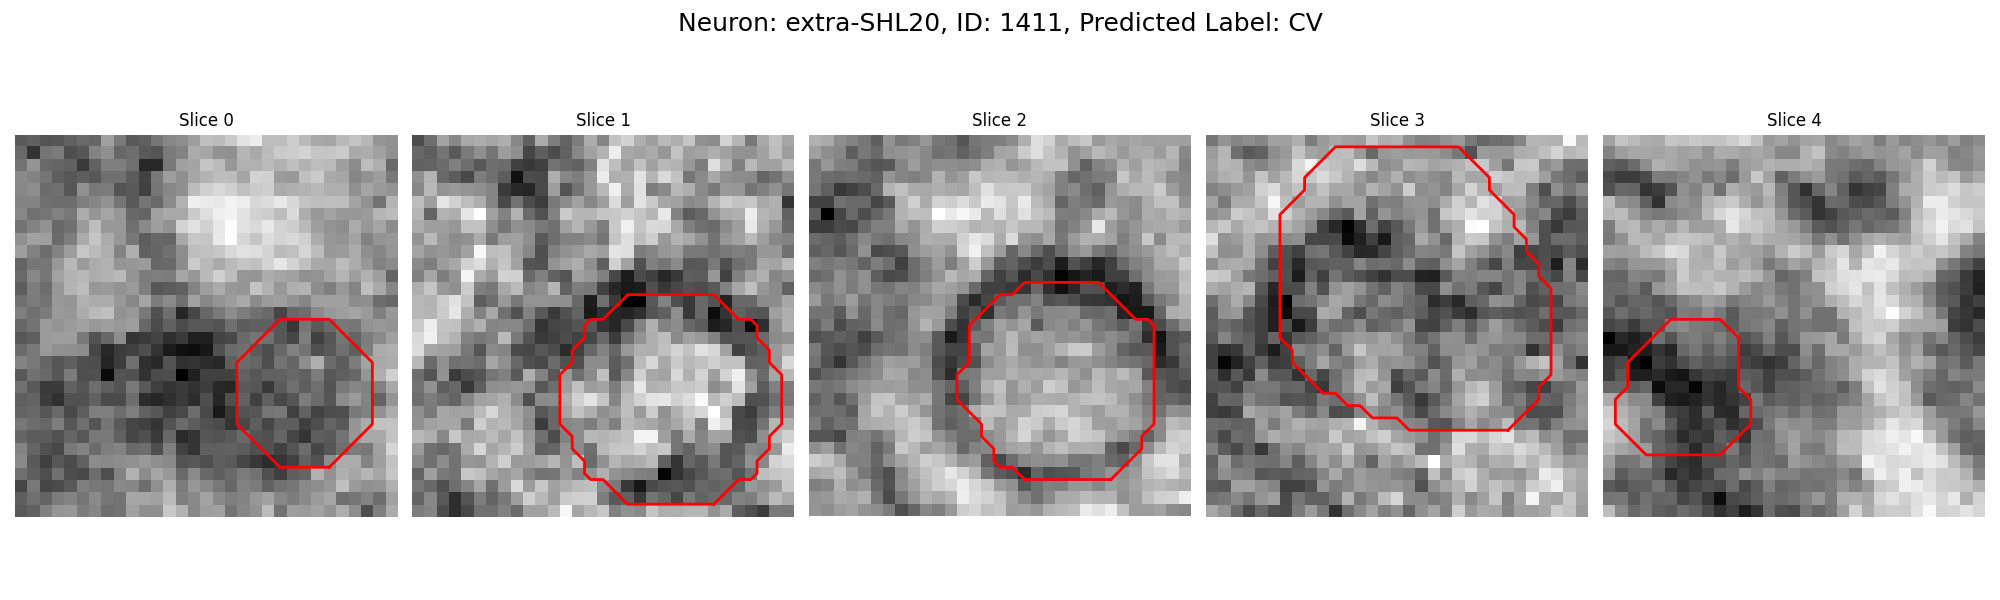 Neuron: extra-SHL20, ID: 1411, Predicted Label: CV
Slice 0
Slice 1
Slice 2
Slice 3
Slice 4